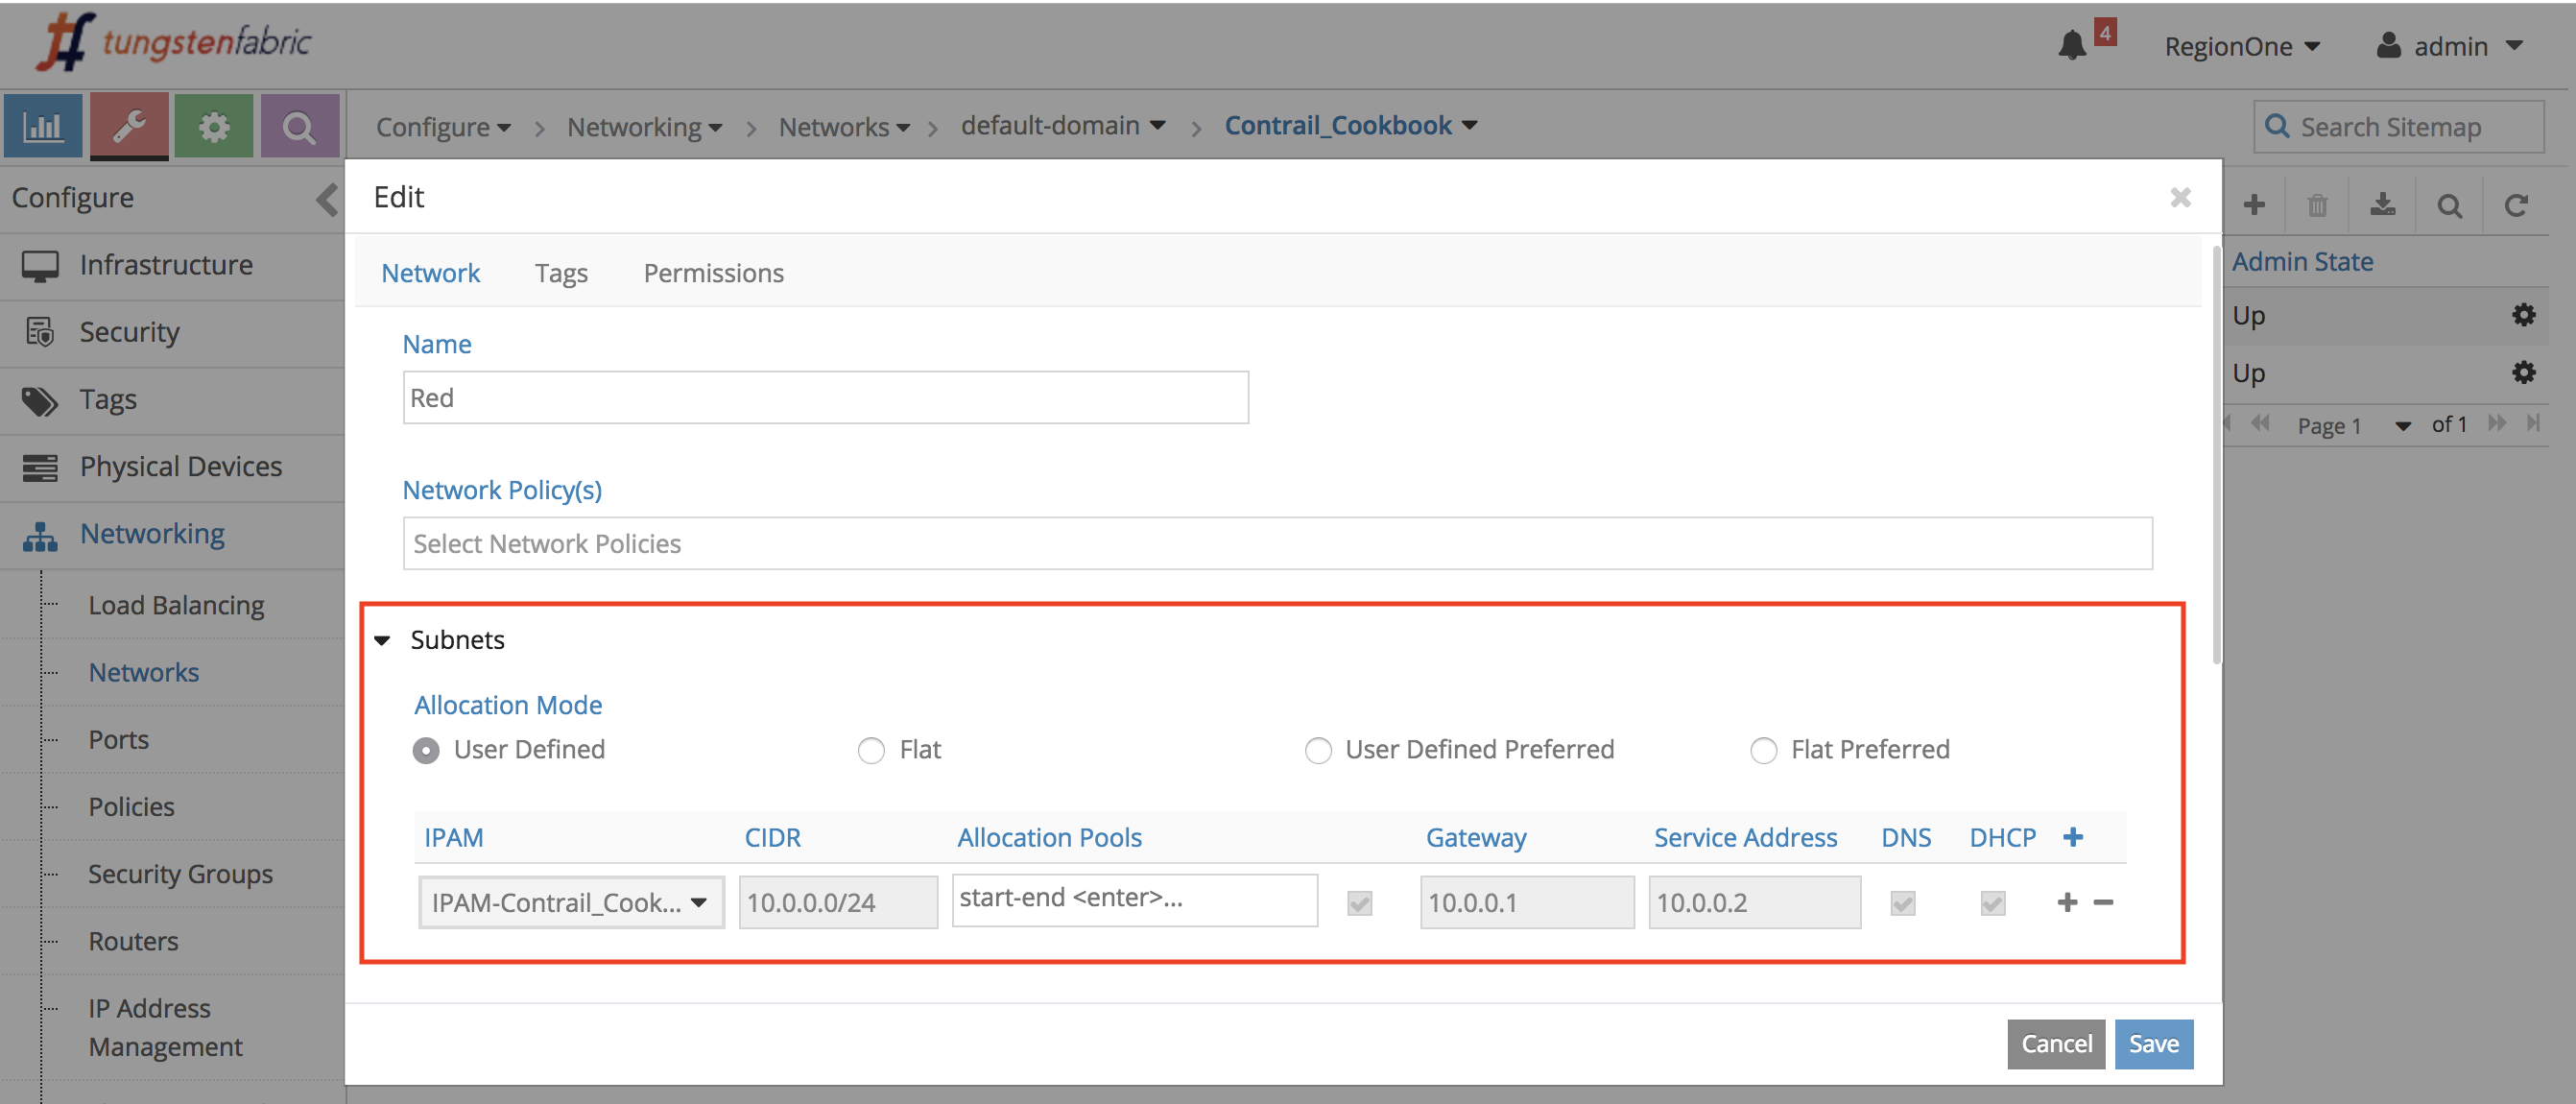 tungstenfabric
4
RegionOne
admin
Configure
Networking
Networks
default-domain
Contrail_Cookbook
Search Sitemap
Configure
Infrastructure
Security
Tags
Physical Devices
Networking
Load Balancing
Networks
Ports
Policies
Security Groups
Routers
IP Address
Management
Edit
Network Tags Permissions
Name
Red
Network Policy(s)
Select Network Policies
Subnets
Allocation Mode
User Defined Flat User Defined Preferred Flat Preferred
IPAM CIDR Allocation Pools Gateway Service Address DNS DHCP
IPAM-Contrail_Cook... 10.0.0.0/24 start-end <enter>... 10.0.0.1 10.0.0.2
Cancel Save
Admin State
Up
Up
Page 1 of 1